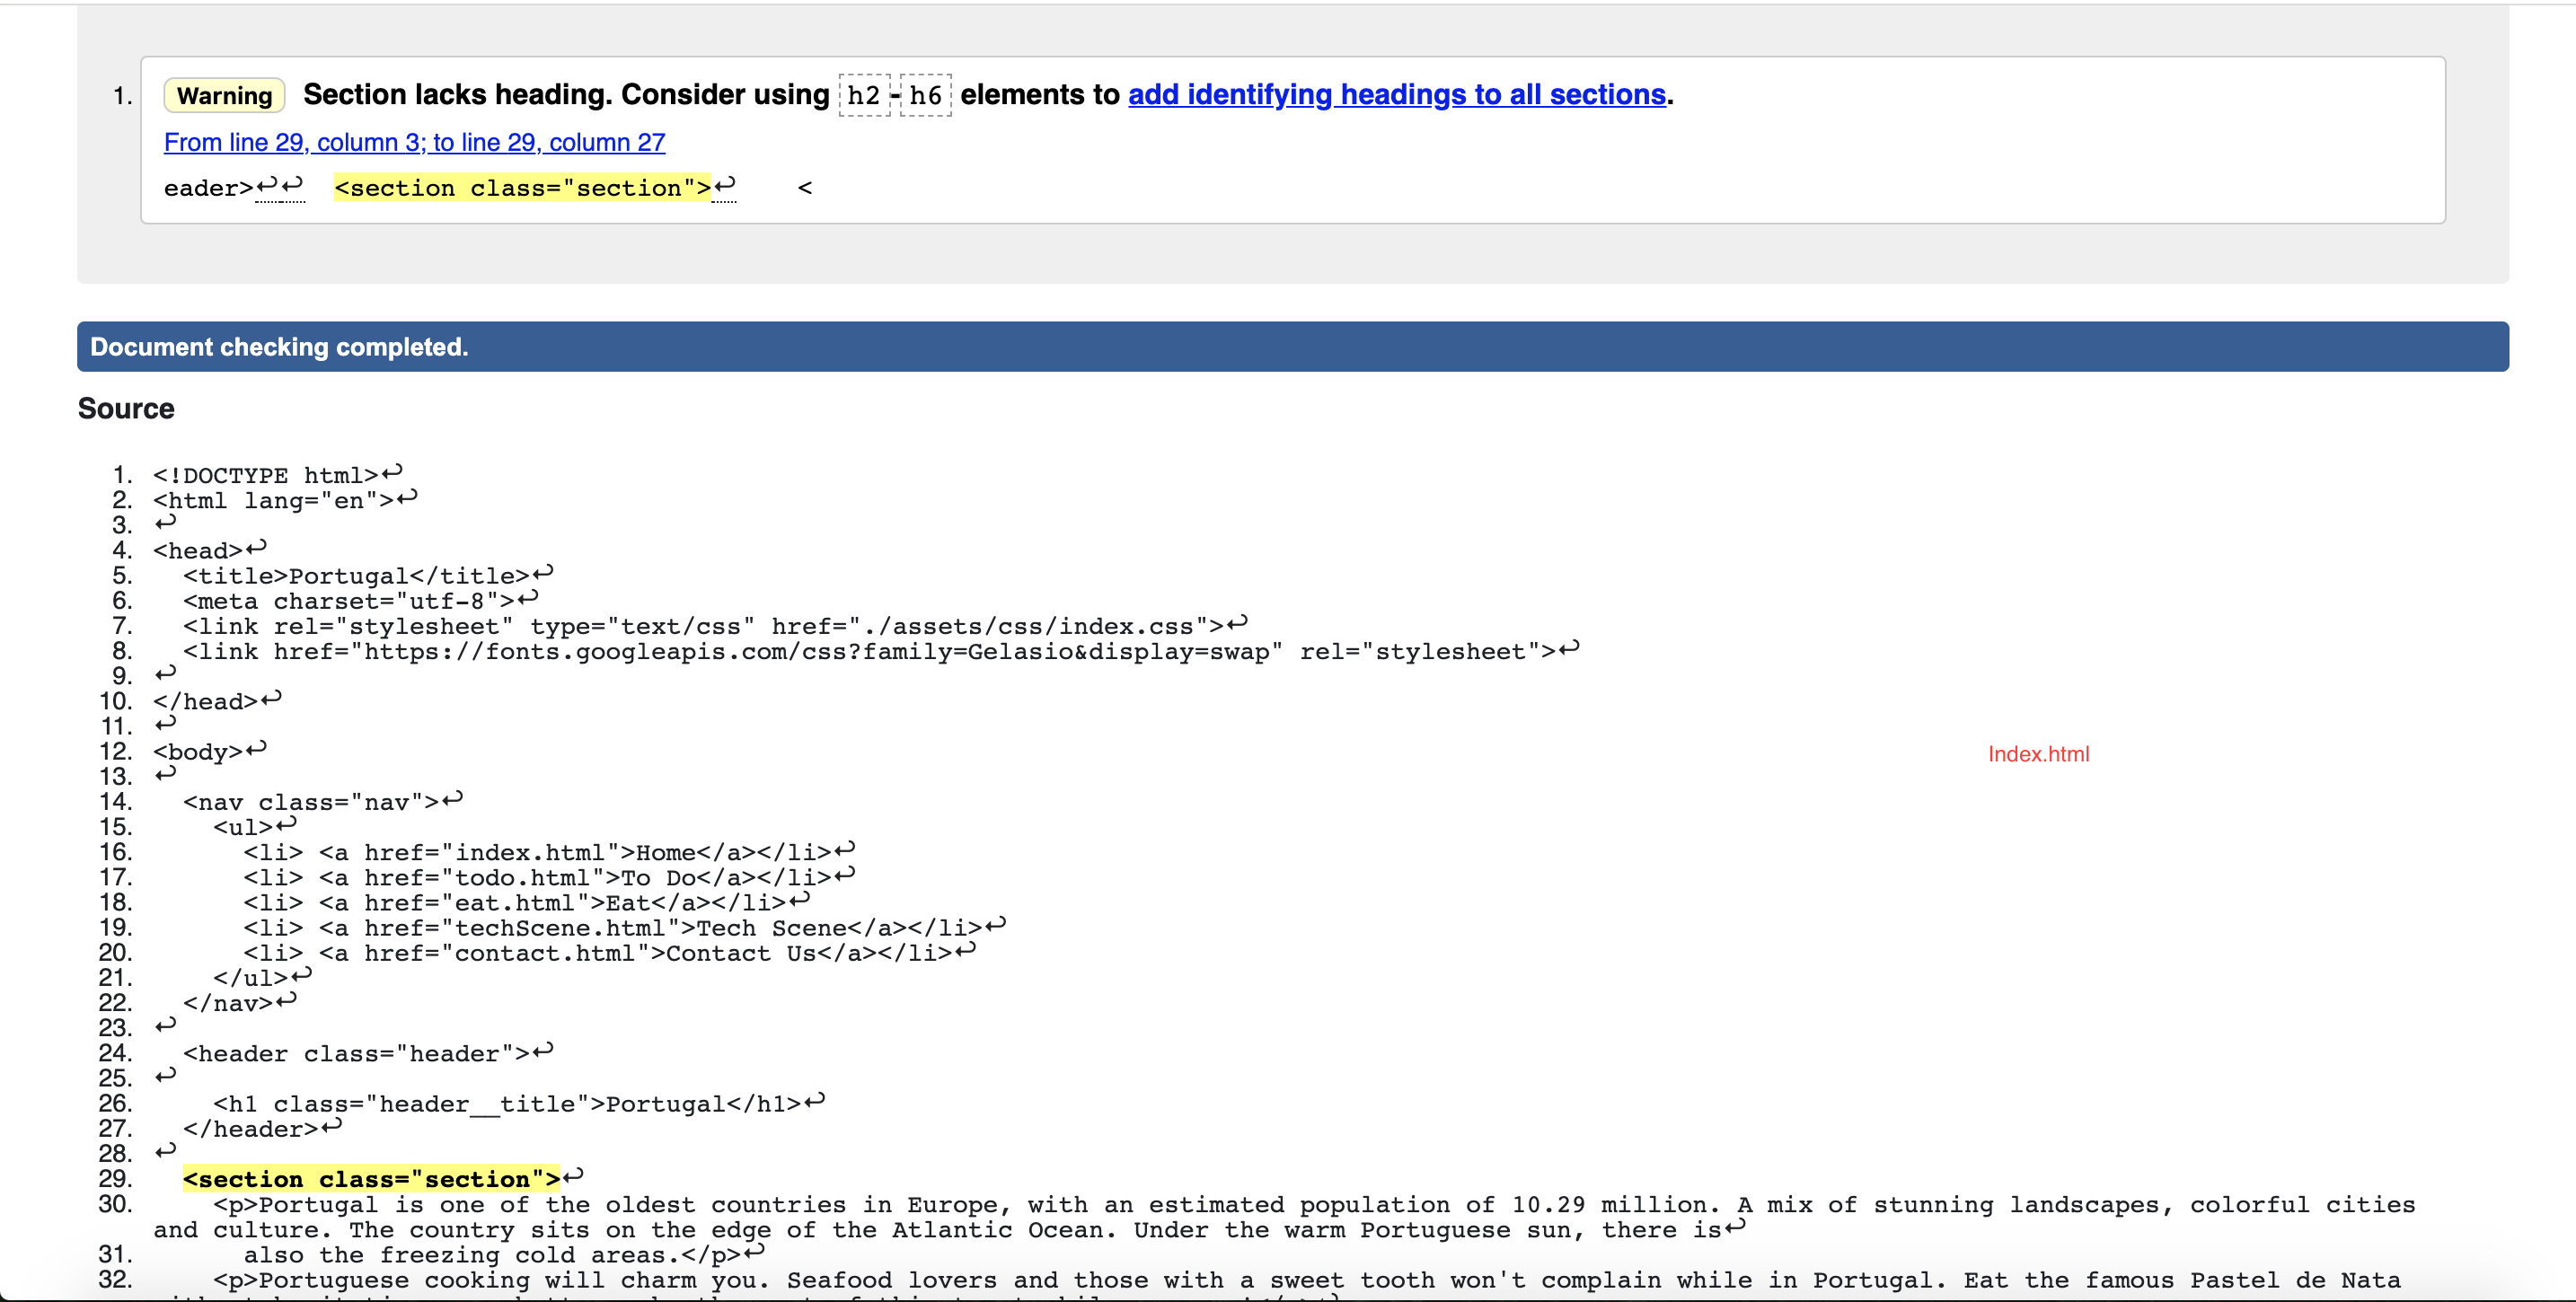 1. Warning Section lacks heading. Consider using h2-h6 elements to add identifying headings to all sections.
From line 29, column 3; to line 29, column 27
eader>↩↩  <section class="section">↩    <
Document checking completed.
Source
1. <!DOCTYPE html>↩
2. <html lang="en">↩
3. ↩
4. <head>↩
5.   <title>Portugal</title>↩
6.   <meta charset="utf-8">↩
7.   <link rel="stylesheet" type="text/css" href="./assets/css/index.css">↩
8.   <link href="https://fonts.googleapis.com/css?family=Gelasio&display=swap" rel="stylesheet">↩
9. ↩
10. </head>↩
11. ↩
12. <body>↩
Index.html
13. ↩
14.   <nav class="nav">↩
15.     <ul>↩
16.       <li> <a href="index.html">Home</a></li>↩
17.       <li> <a href="todo.html">To Do</a></li>↩
18.       <li> <a href="eat.html">Eat</a></li>↩
19.       <li> <a href="techScene.html">Tech Scene</a></li>↩
20.       <li> <a href="contact.html">Contact Us</a></li>↩
21.     </ul>↩
22.   </nav>↩
23. ↩
24.   <header class="header">↩
25. ↩
26.     <h1 class="header__title">Portugal</h1>↩
27.   </header>↩
28. ↩
29.   <section class="section">↩
30.     <p>Portugal is one of the oldest countries in Europe, with an estimated population of 10.29 million. A mix of stunning landscapes, colorful cities
and culture. The country sits on the edge of the Atlantic Ocean. Under the warm Portuguese sun, there is↩
31.       also the freezing cold areas.</p>↩
32.     <p>Portuguese cooking will charm you. Seafood lovers and those with a sweet tooth won't complain while in Portugal. Eat the famous Pastel de Nata